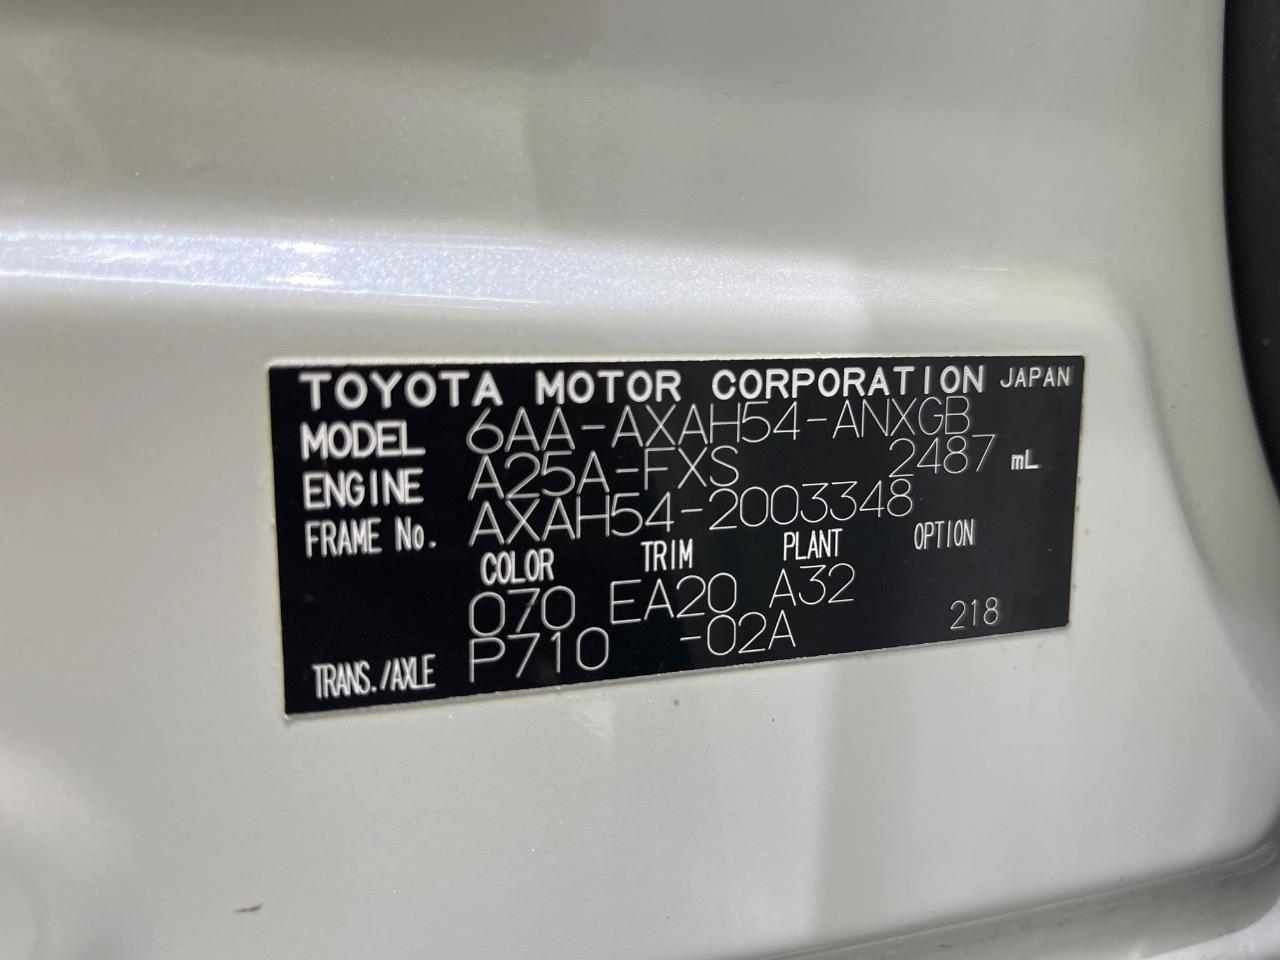 TOYOTA MOTOR CORPORATION JAPAN
MODEL 6AA-AXAH54-ANXGB
ENGINE A25A-FXS 2487 mL
FRAME No. AXAH54-2003348
COLOR TRIM PLANT OPTION
070 EA20 A32
TRANS./AXLE P710 -02A 218